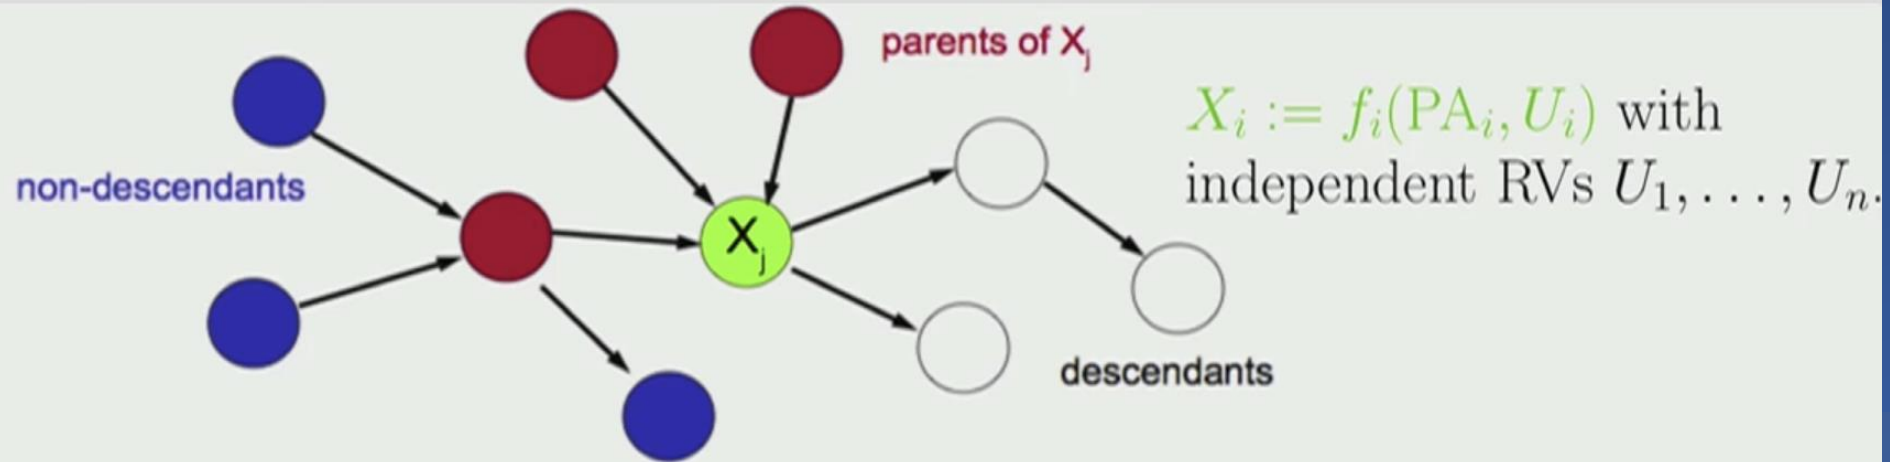 parents of Xj
Xi := fi(PAi, Ui) with
independent RVs U1, . . . , Un.
non-descendants
Xj
descendants